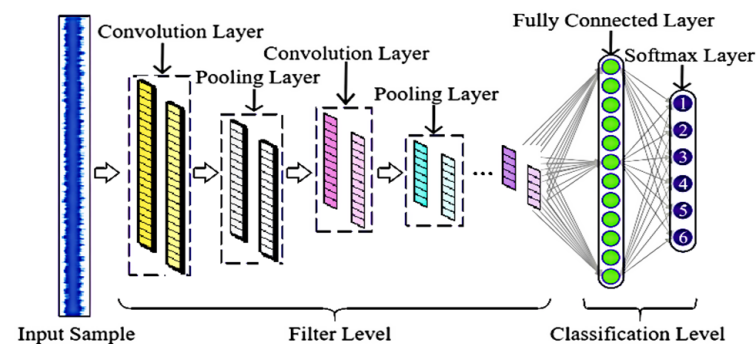 Fully Connected Layer
Convolution Layer
Convolution Layer
Softmax Layer
Pooling Layer
Pooling Layer
1
2
3
4
5
6
Input Sample
Filter Level
Classification Level